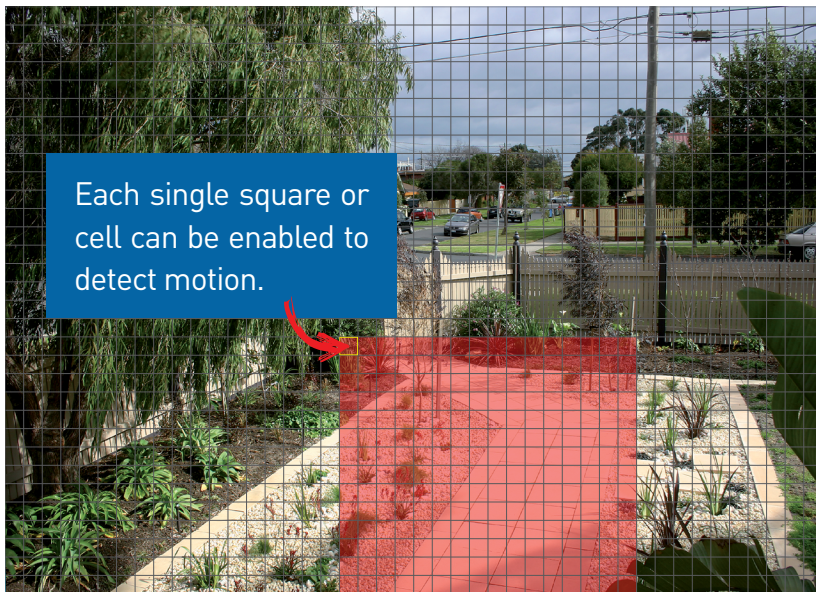 Each single square or
cell can be enabled to
detect motion.